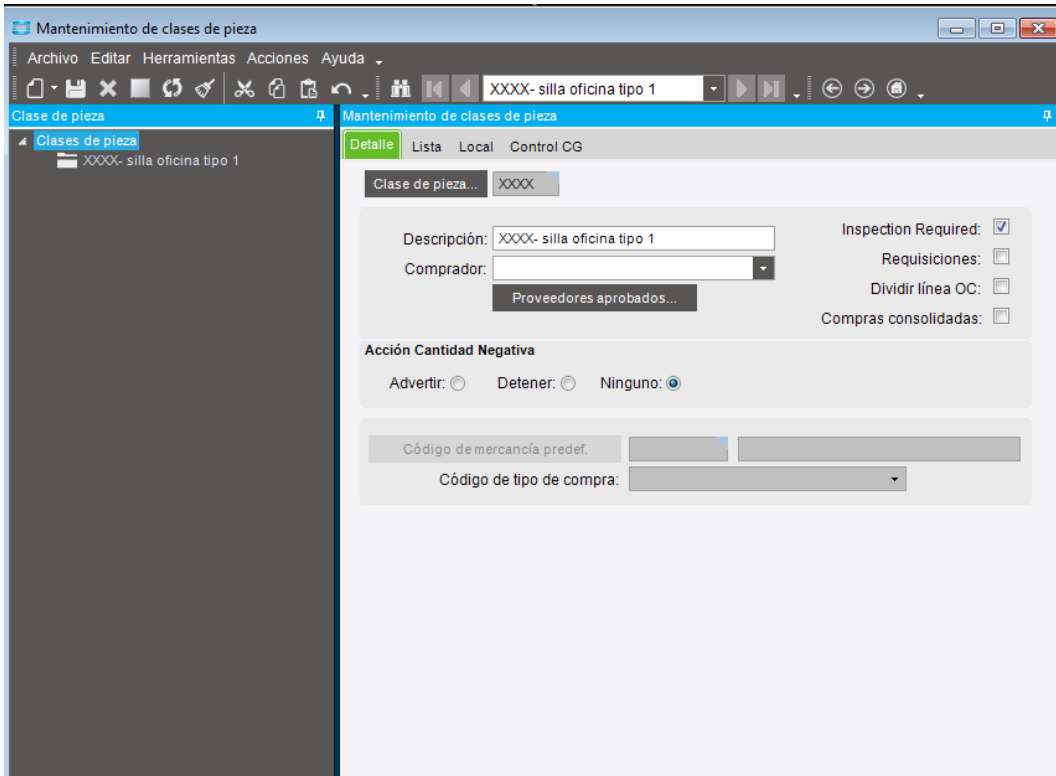 Mantenimiento de clases de pieza
Archivo Editar Herramientas Acciones Ayuda
XXXX- silla oficina tipo 1
Clase de pieza
Mantenimiento de clases de pieza
Clases de pieza
XXXX- silla oficina tipo 1
Detalle Lista Local Control CG
Clase de pieza... XXXX
Descripción: XXXX- silla oficina tipo 1
Inspection Required:
Comprador:
Requisiciones:
Proveedores aprobados...
Dividir línea OC:
Compras consolidadas:
Acción Cantidad Negativa
Advertir: Detener: Ninguno:
Código de mercancía predef.
Código de tipo de compra: